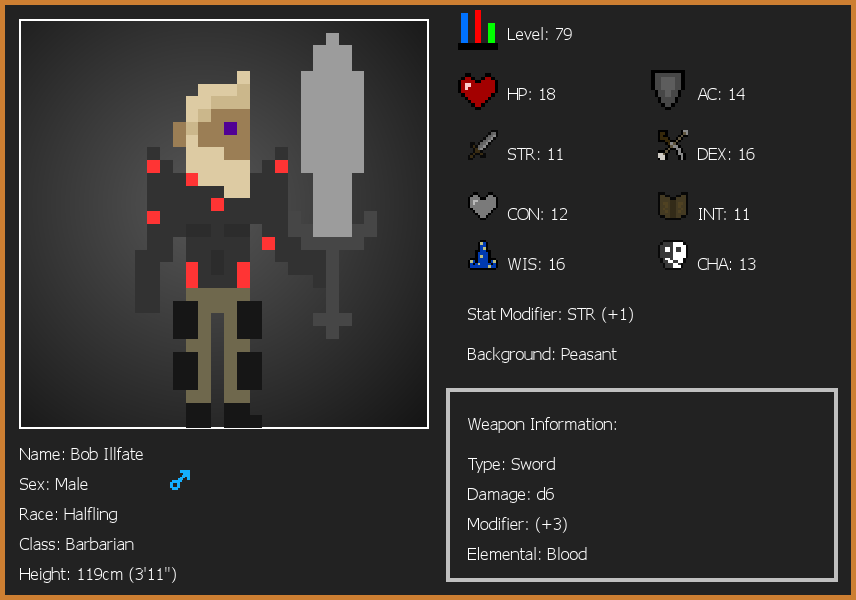 Level: 79
HP: 18
AC: 14
STR: 11
DEX: 16
CON: 12
INT: 11
WIS: 16
CHA: 13
Stat Modifier: STR (+1)
Background: Peasant
Weapon Information:
Type: Sword
Damage: d6
Modifier: (+3)
Elemental: Blood
Name: Bob Illfate
Sex: Male
Race: Halfling
Class: Barbarian
Height: 119cm (3'11")